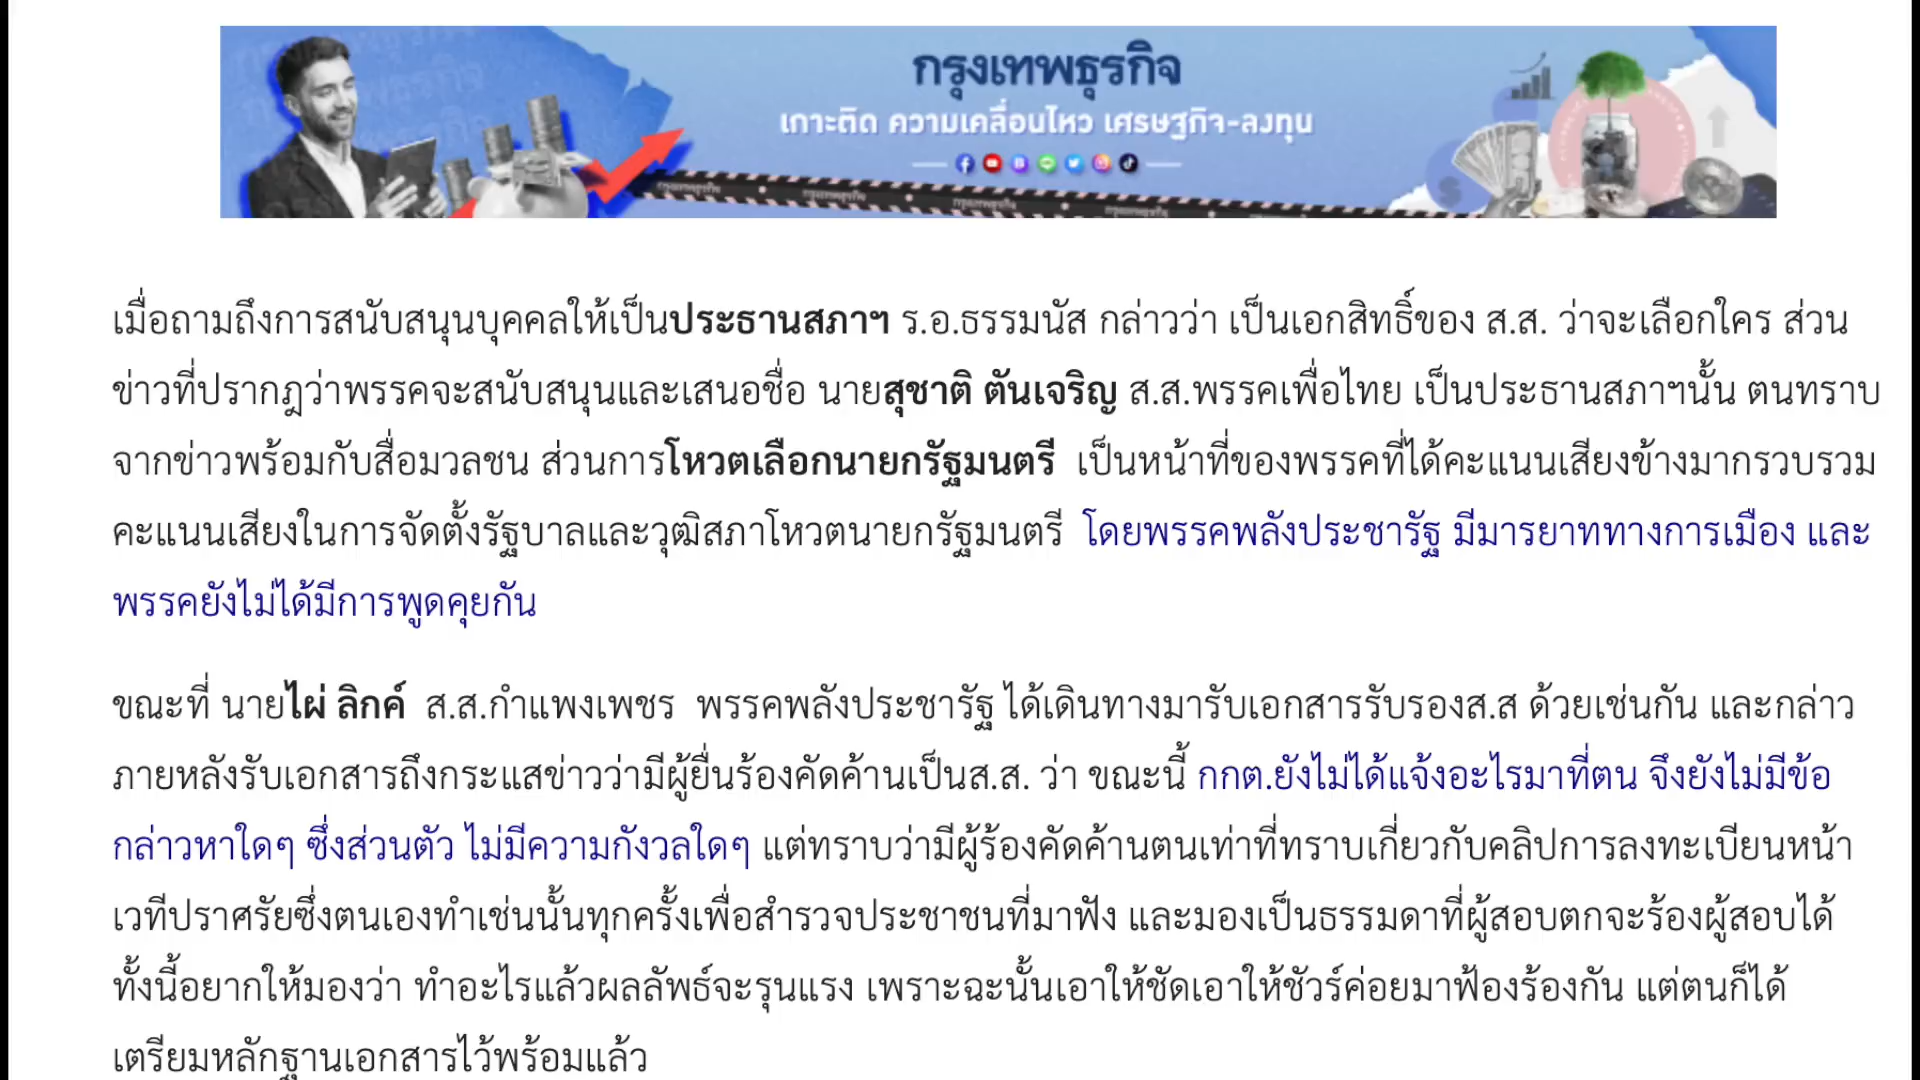 กรุงเทพธุรกิจ
เกาะติด ความเคลื่อนไหว เศรษฐกิจ-ลงทุน
เมื่อถามถึงการสนับสนุนบุคคลให้เป็นประธานสภาฯ ร.อ.ธรรมนัส กล่าวว่า เป็นเอกสิทธิ์ของ ส.ส. ว่าจะเลือกใคร ส่วน
ข่าวที่ปรากฎว่าพรรคจะสนับสนุนและเสนอชื่อ นายสุชาติ ตันเจริญ ส.ส.พรรคเพื่อไทย เป็นประธานสภาฯนั้น ตนทราบ
จากข่าวพร้อมกับสื่อมวลชน ส่วนการโหวตเลือกนายกรัฐมนตรี เป็นหน้าที่ของพรรคที่ได้คะแนนเสียงข้างมากรวบรวม
คะแนนเสียงในการจัดตั้งรัฐบาลและวุฒิสภาโหวตนายกรัฐมนตรี โดยพรรคพลังประชารัฐ มีมารยาททางการเมือง และ
พรรคยังไม่ได้มีการพูดคุยกัน
ขณะที่ นายไผ่ ลิกค์ ส.ส.กำแพงเพชร พรรคพลังประชารัฐ ได้เดินทางมารับเอกสารรับรองส.ส ด้วยเช่นกัน และกล่าว
ภายหลังรับเอกสารถึงกระแสข่าวว่ามีผู้ยื่นร้องคัดค้านเป็นส.ส. ว่า ขณะนี้ กกต.ยังไม่ได้แจ้งอะไรมาที่ตน จึงยังไม่มีข้อ
กล่าวหาใดๆ ซึ่งส่วนตัว ไม่มีความกังวลใดๆ แต่ทราบว่ามีผู้ร้องคัดค้านตนเท่าที่ทราบเกี่ยวกับคลิปการลงทะเบียนหน้า
เวทีปราศรัยซึ่งตนเองทำเช่นนั้นทุกครั้งเพื่อสำรวจประชาชนที่มาฟัง และมองเป็นธรรมดาที่ผู้สอบตกจะร้องผู้สอบได้
ทั้งนี้อยากให้มองว่า ทำอะไรแล้วผลลัพธ์จะรุนแรง เพราะฉะนั้นเอาให้ชัดเอาให้ชัวร์ค่อยมาฟ้องร้องกัน แต่ตนก็ได้
เตรียมหลักฐานเอกสารไว้พร้อมแล้ว